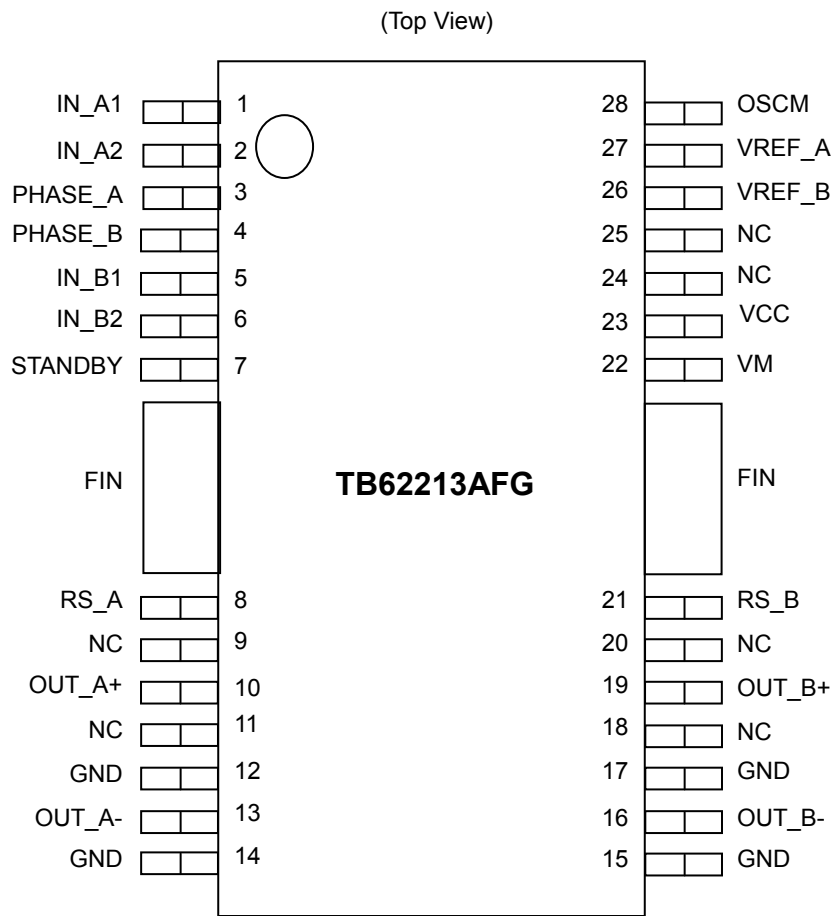 (Top View)
IN_A1 1 28 OSCM
IN_A2 2 27 VREF_A
PHASE_A 3 26 VREF_B
PHASE_B 4 25 NC
IN_B1 5 24 NC
IN_B2 6 23 VCC
STANDBY 7 22 VM
FIN TB62213AFG FIN
RS_A 8 21 RS_B
NC 9 20 NC
OUT_A+ 10 19 OUT_B+
NC 11 18 NC
GND 12 17 GND
OUT_A- 13 16 OUT_B-
GND 14 15 GND